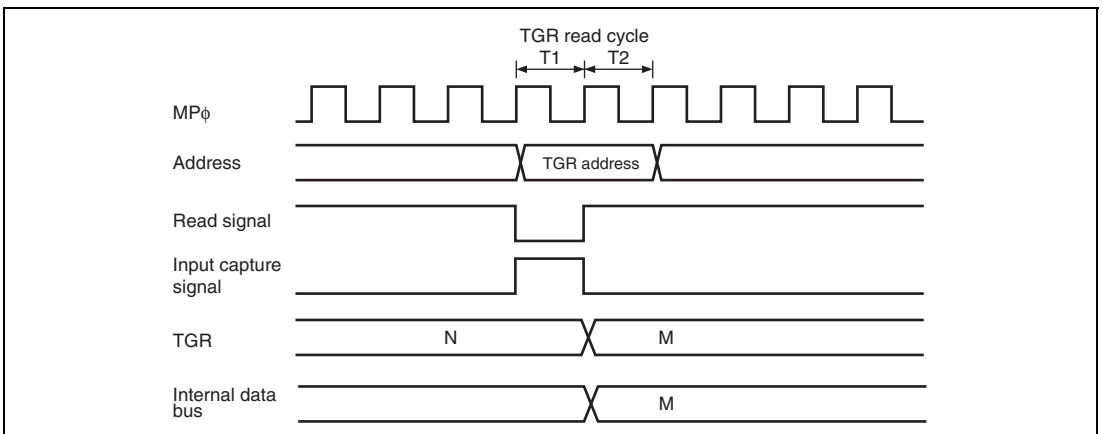 TGR read cycle
T1 T2
MPϕ
Address
TGR address
Read signal
Input capture
signal
TGR
N M
Internal data
bus
M